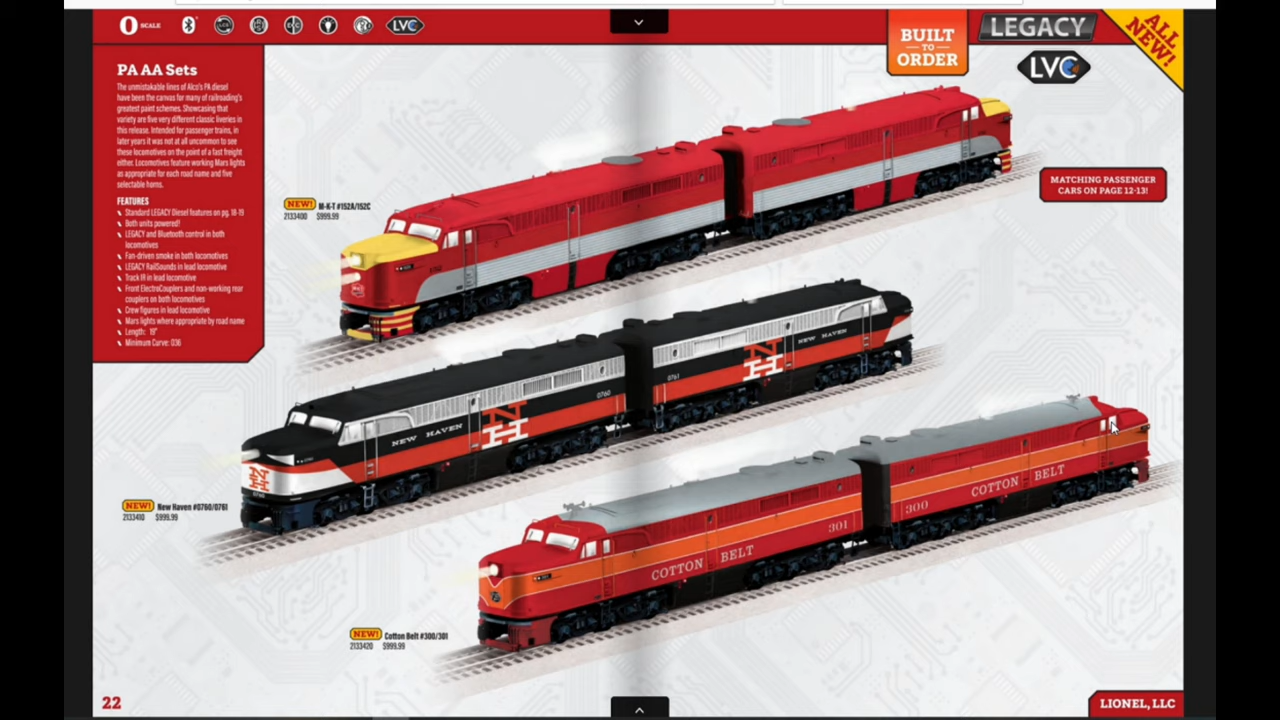 O SCALE
LVC
BUILT
TO
ORDER
LEGACY
LVC
ALL
NEW!
PA AA Sets
The unmistakable lines of Alco's PA diesel
have been the canvas for many of railroading's
greatest paint schemes. Showcasing that
variety are five very different classic liveries in
this release. Intended for passenger trains, in
later years it was not at all uncommon to see
these locomotives on the point of a fast freight
either. Locomotives feature working Mars lights
as appropriate for each road name and five
selectable horns.
FEATURES
Standard LEGACY Diesel features on pg. 18-19
Both units powered!
LEGACY and Bluetooth control in both
locomotives
Fan-driven smoke in both locomotives
LEGACY RailSounds in lead locomotive
Track IR in lead locomotive
Front ElectroCouplers and non-working rear
couplers on both locomotives
Crew figures in lead locomotive
Mars lights where appropriate by road name
Length: 19"
Minimum Curve: O36
MATCHING PASSENGER
CARS ON PAGE 12-13!
NEW! M-K-T #152A/152C
2133400 $999.99
NEW HAVEN
NH
0760
0761
NH
NEW HAVEN
NH
NEW! New Haven #0760/0761
2133410 $999.99
COTTON BELT
301
300
COTTON BELT
NEW! Cotton Belt #300/301
2133420 $999.99
22
LIONEL, LLC